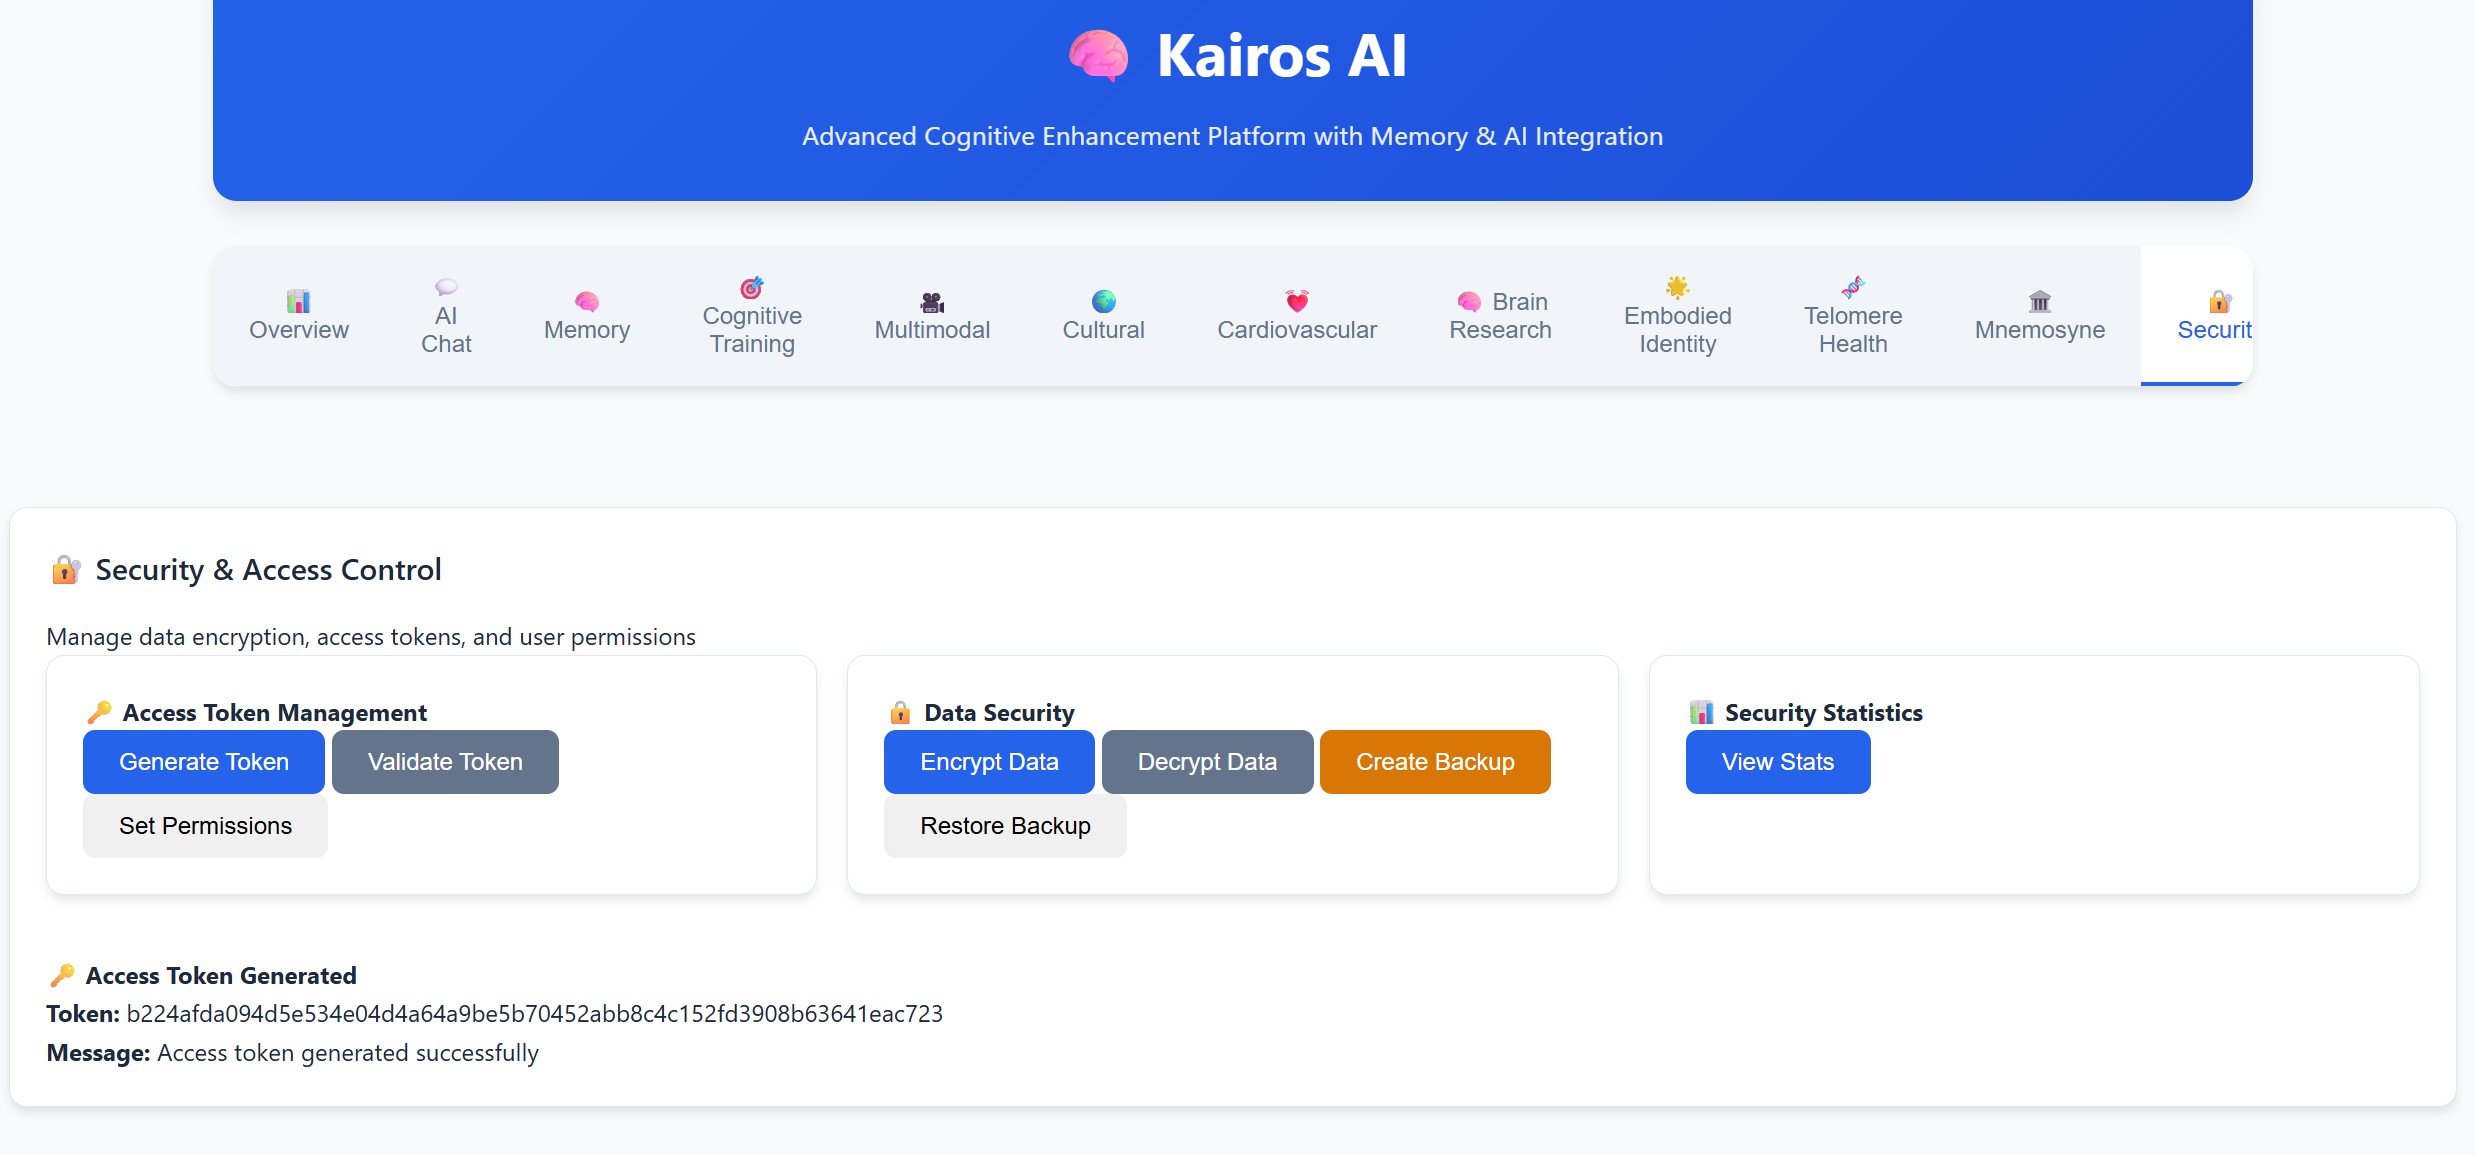 Kairos AI
Advanced Cognitive Enhancement Platform with Memory & AI Integration
Overview
AI
Chat
Memory
Cognitive
Training
Multimodal
Cultural
Cardiovascular
Brain
Research
Embodied
Identity
Telomere
Health
Mnemosyne
Securit
Security & Access Control
Manage data encryption, access tokens, and user permissions
Access Token Management
Generate Token
Validate Token
Set Permissions
Data Security
Encrypt Data
Decrypt Data
Create Backup
Restore Backup
Security Statistics
View Stats
Access Token Generated
Token: b224afda094d5e534e04d4a64a9be5b70452abb8c4c152fd3908b63641eac723
Message: Access token generated successfully